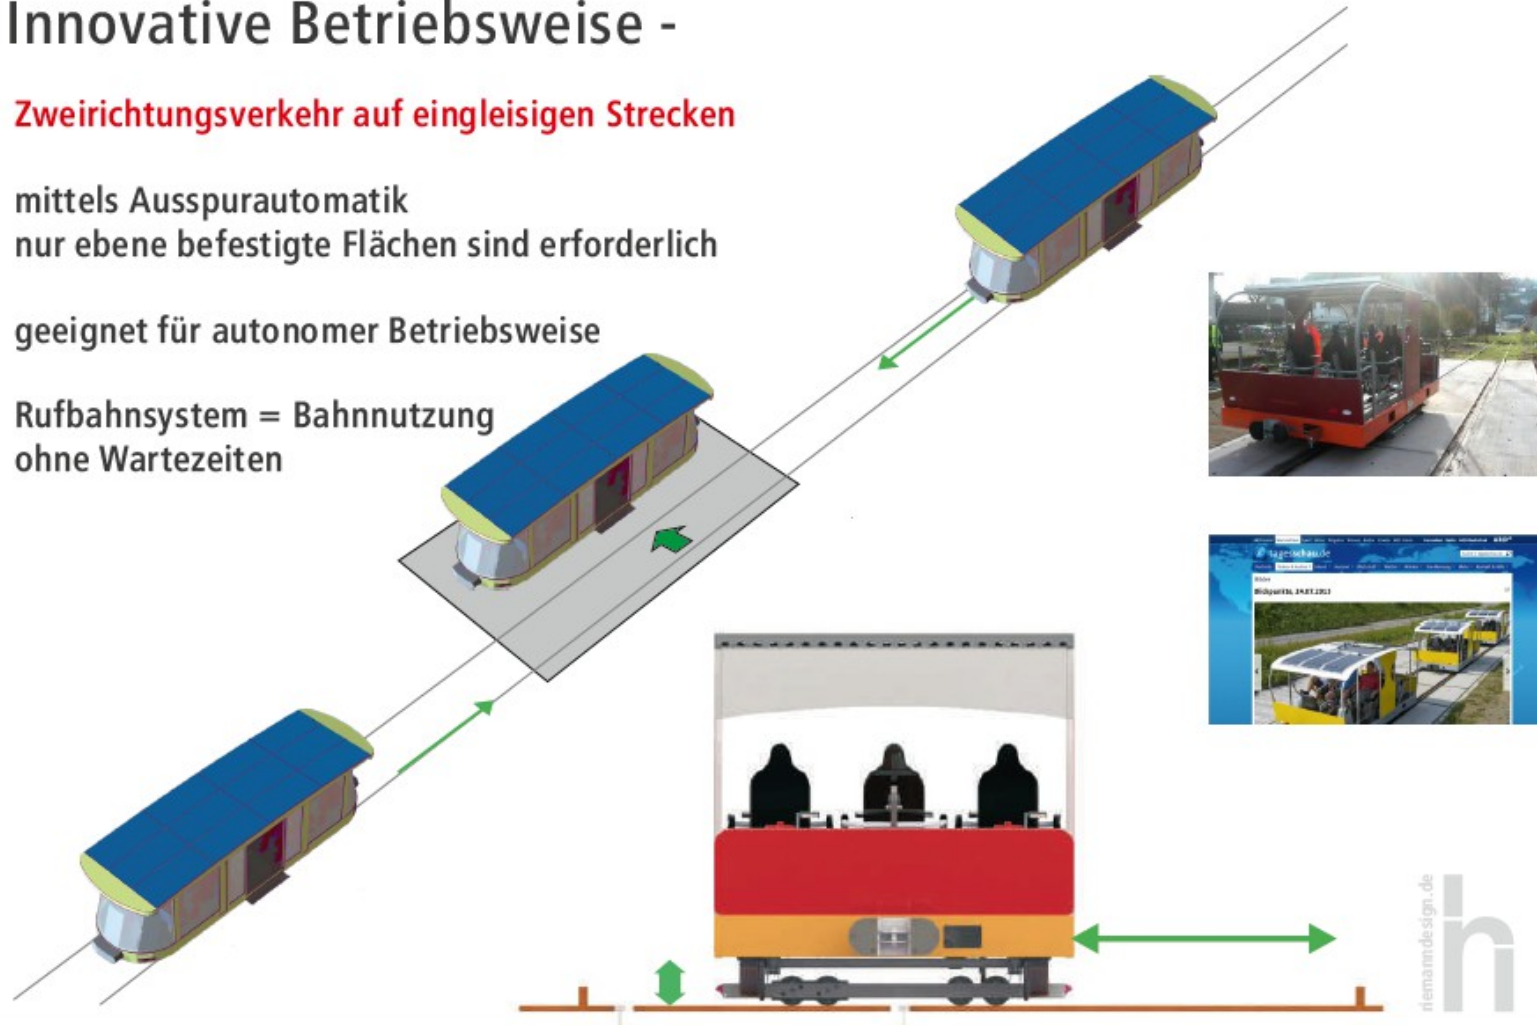 Innovative Betriebsweise -
Zweirichtungsverkehr auf eingleisigen Strecken
mittels Ausspurautomatik
nur ebene befestigte Flächen sind erforderlich
geeignet für autonomer Betriebsweise
Rufbahnsystem = Bahnnutzung
ohne Wartezeiten
tagesschau.de
Blickpunkte, 24.07.2013
riemanndesign.de